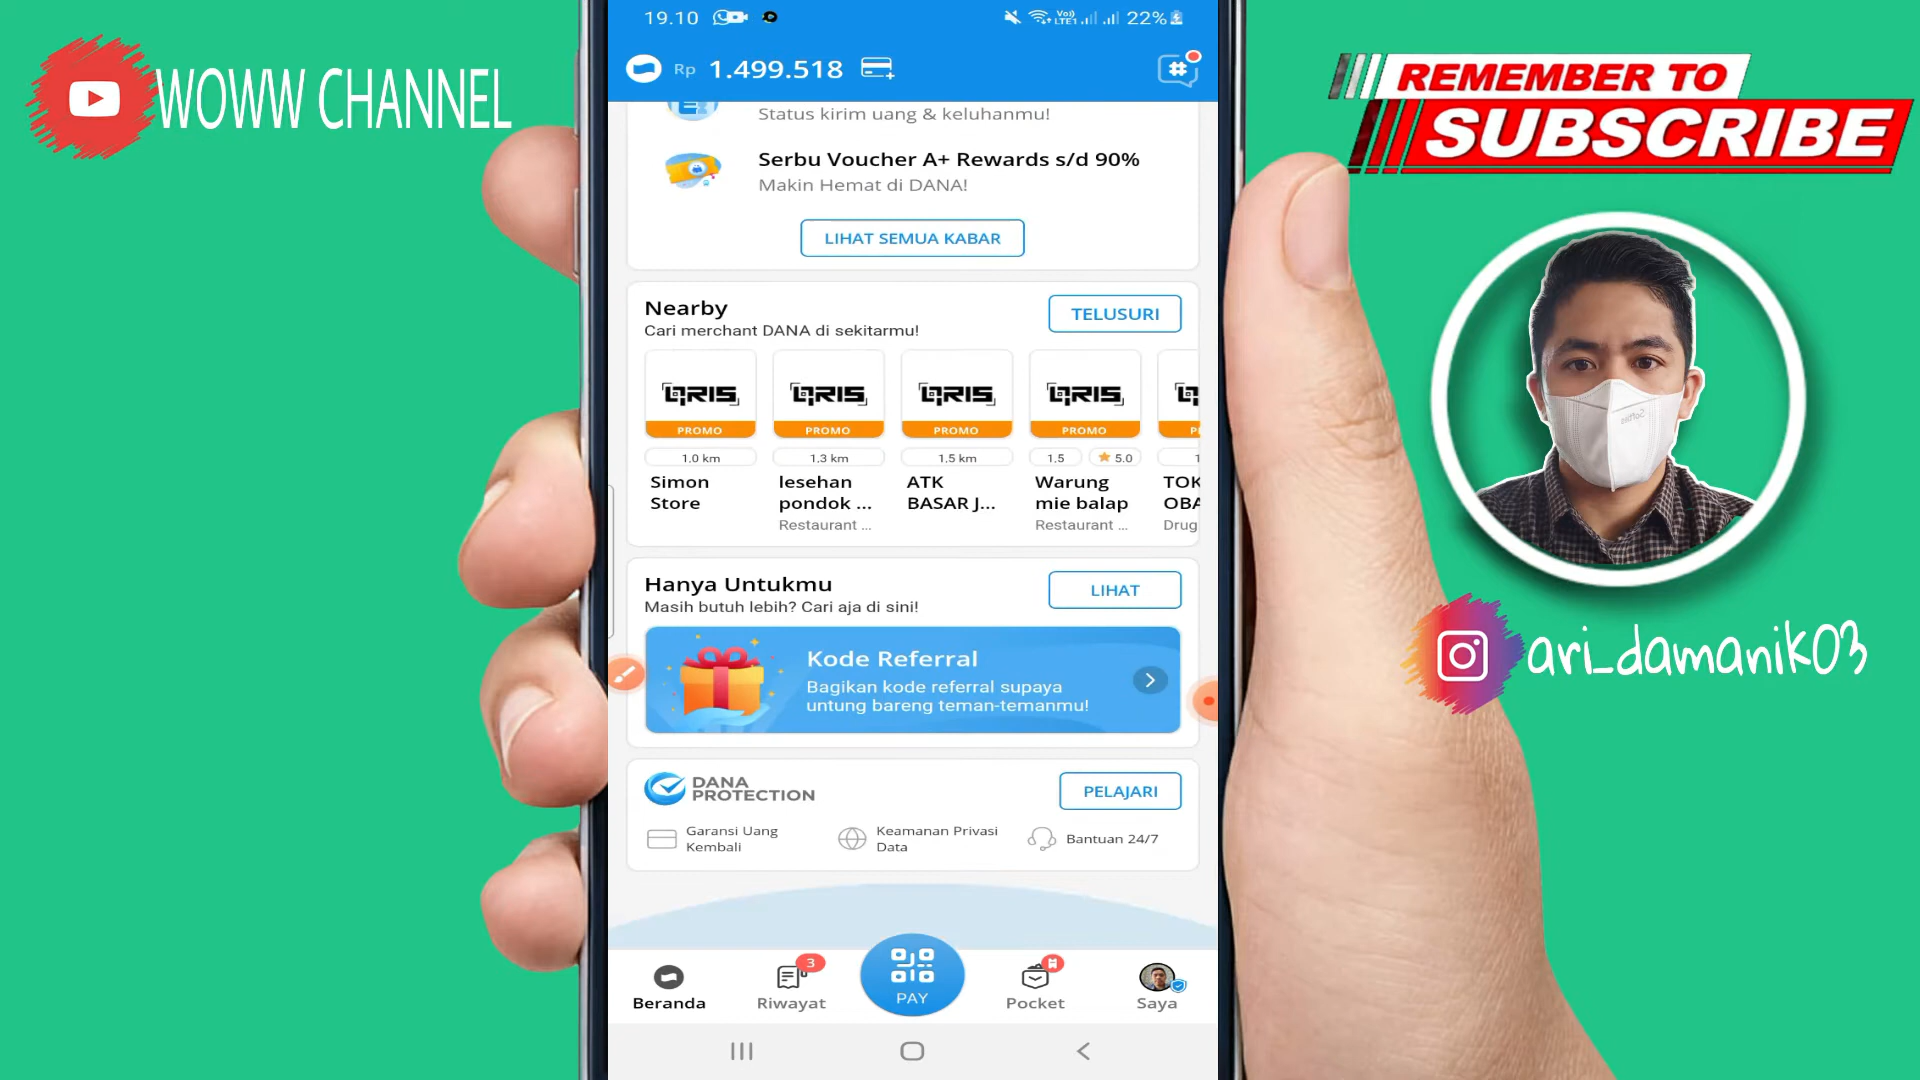 WOWW CHANNEL
19.10
Vo)) LTE1
22%
Rp 1.499.518
Status kirim uang & keluhanmu!
Serbu Voucher A+ Rewards s/d 90%
Makin Hemat di DANA!
LIHAT SEMUA KABAR
Nearby
TELUSURI
Cari merchant DANA di sekitarmu!
QRIS QRIS QRIS QRIS
PROMO PROMO PROMO PROMO
1.0 km 1.3 km 1.5 km 1.5 5.0
Simon Store
lesehan pondok ...
Restaurant ...
ATK BASAR J...
Warung mie balap
Restaurant ...
TOK
OBA
Drug
Hanya Untukmu
LIHAT
Masih butuh lebih? Cari aja di sini!
Kode Referral
Bagikan kode referral supaya
untung bareng teman-temanmu!
DANA
PROTECTION
PELAJARI
Garansi Uang
Kembali
Keamanan Privasi
Data
Bantuan 24/7
Beranda
3
Riwayat
PAY
Pocket
Saya
REMEMBER TO
SUBSCRIBE
ari_damanik03